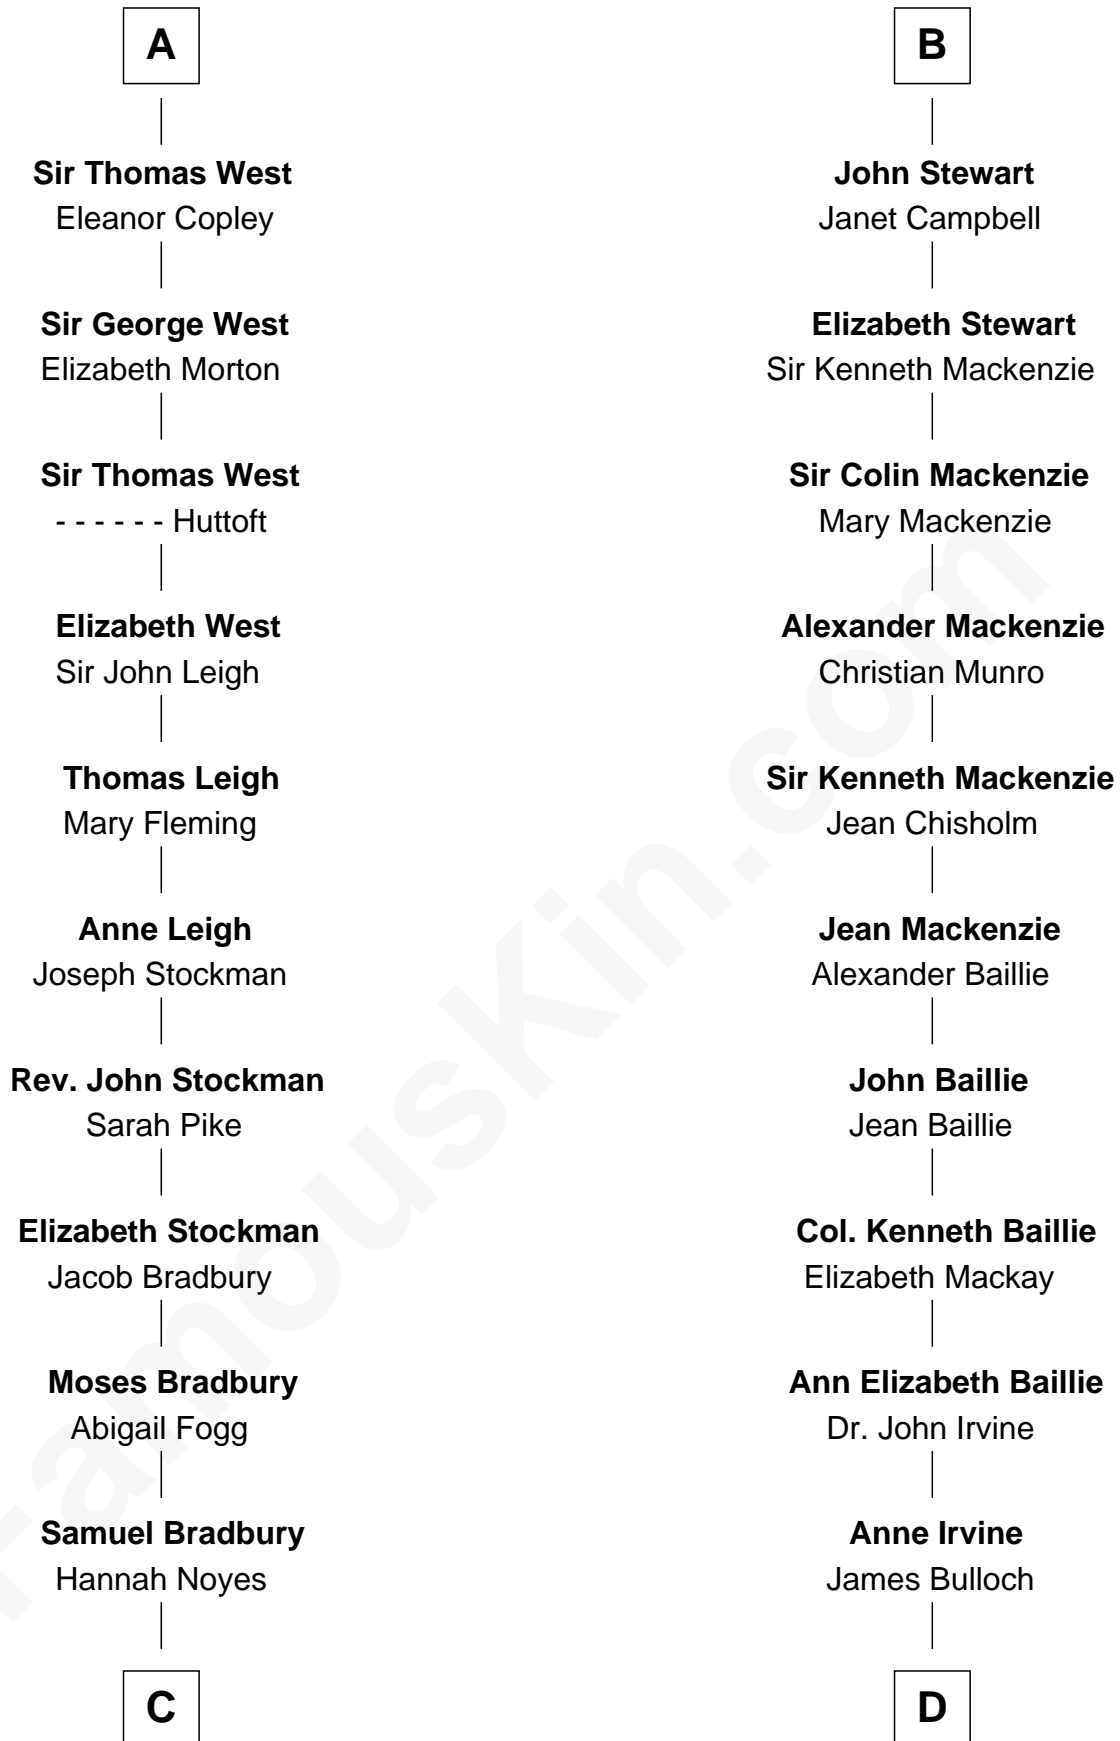 A
Sir Thomas West
Eleanor Copley
Sir George West
Elizabeth Morton
Sir Thomas West
- - - - - - Huttoft
Elizabeth West
Sir John Leigh
Thomas Leigh
Mary Fleming
Anne Leigh
Joseph Stockman
Rev. John Stockman
Sarah Pike
Elizabeth Stockman
Jacob Bradbury
Moses Bradbury
Abigail Fogg
Samuel Bradbury
Hannah Noyes
C
B
John Stewart
Janet Campbell
Elizabeth Stewart
Sir Kenneth Mackenzie
Sir Colin Mackenzie
Mary Mackenzie
Alexander Mackenzie
Christian Munro
Sir Kenneth Mackenzie
Jean Chisholm
Jean Mackenzie
Alexander Baillie
John Baillie
Jean Baillie
Col. Kenneth Baillie
Elizabeth Mackay
Ann Elizabeth Baillie
Dr. John Irvine
Anne Irvine
James Bulloch
D
FamousKin.com